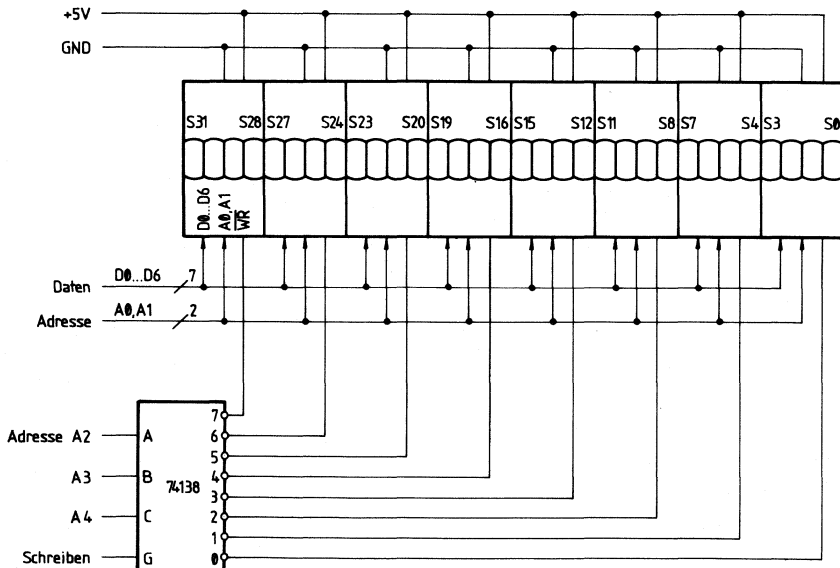 +5V
GND
S31 S28 S27 S24 S23 S20 S19 S16 S15 S12 S11 S8 S7 S4 S3 S0
D0...D6
A0,A1
WR
Daten D0...D6 7
Adresse A0,A1 2
7
Adresse A2 A 6
5
A3 B 74138 4
3
A4 C 2
1
Schreiben G 0